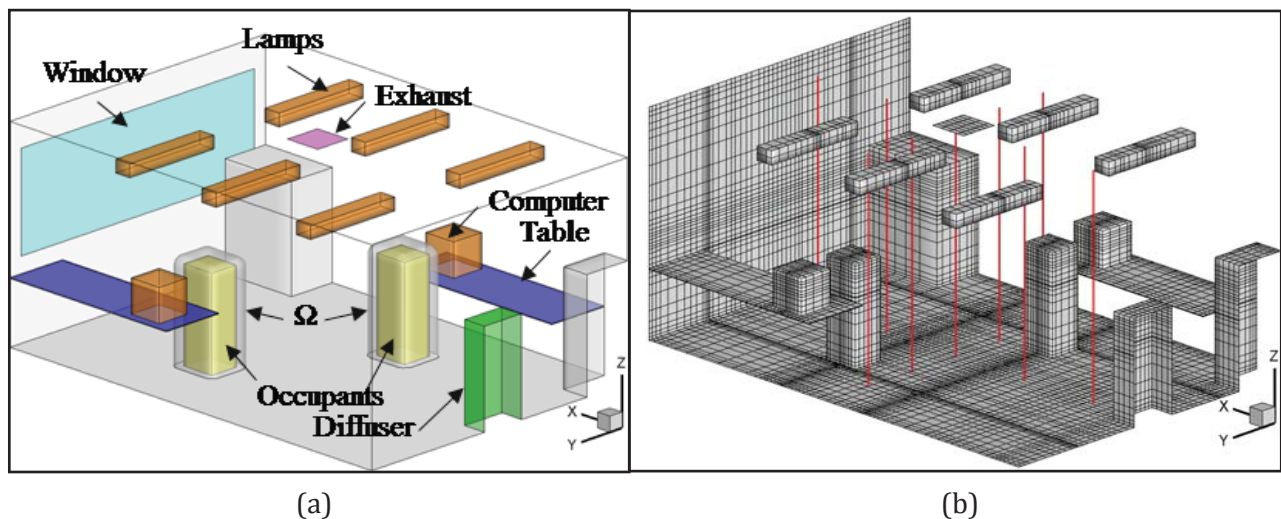 Lamps
Window
Exhaust
Computer
Table
Ω
Occupants
Diffuser
Z
X
Y
Z
X
Y
(a)
(b)